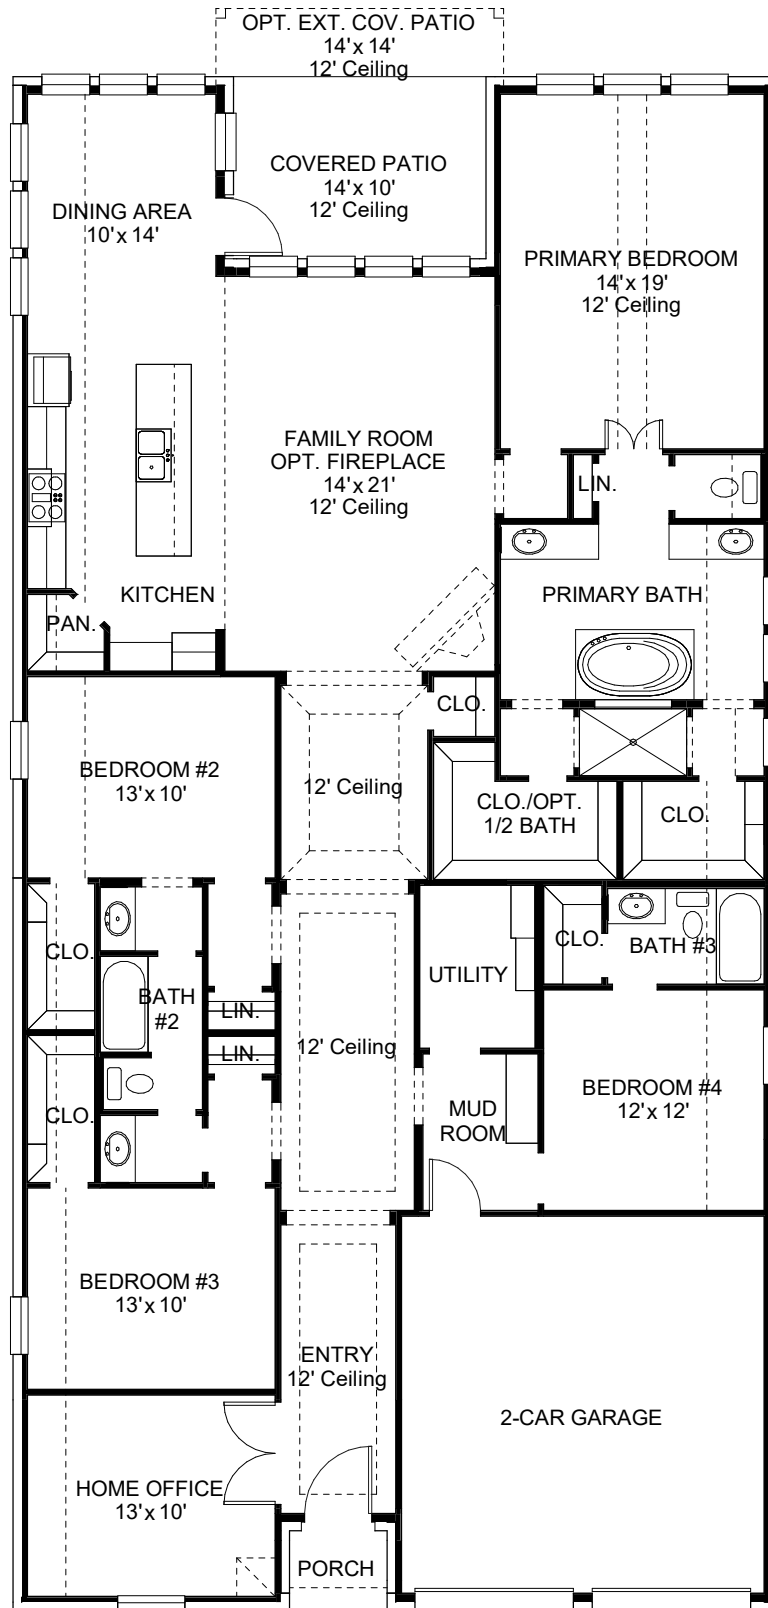 OPT. EXT. COV. PATIO
14'x 14'
12' Ceiling
COVERED PATIO
14'x 10'
12' Ceiling
DINING AREA
10'x 14'
PRIMARY BEDROOM
14'x 19'
12' Ceiling
FAMILY ROOM
OPT. FIREPLACE
14'x 21'
12' Ceiling
LIN.
KITCHEN
PRIMARY BATH
PAN.
CLO.
BEDROOM #2
13'x 10'
12' Ceiling
CLO./OPT.
1/2 BATH
CLO.
CLO.
BATH
#2
LIN.
UTILITY
CLO.
BATH #3
LIN.
12' Ceiling
CLO.
MUD
ROOM
BEDROOM #4
12'x 12'
BEDROOM #3
13'x 10'
ENTRY
12' Ceiling
2-CAR GARAGE
HOME OFFICE
13'x 10'
PORCH